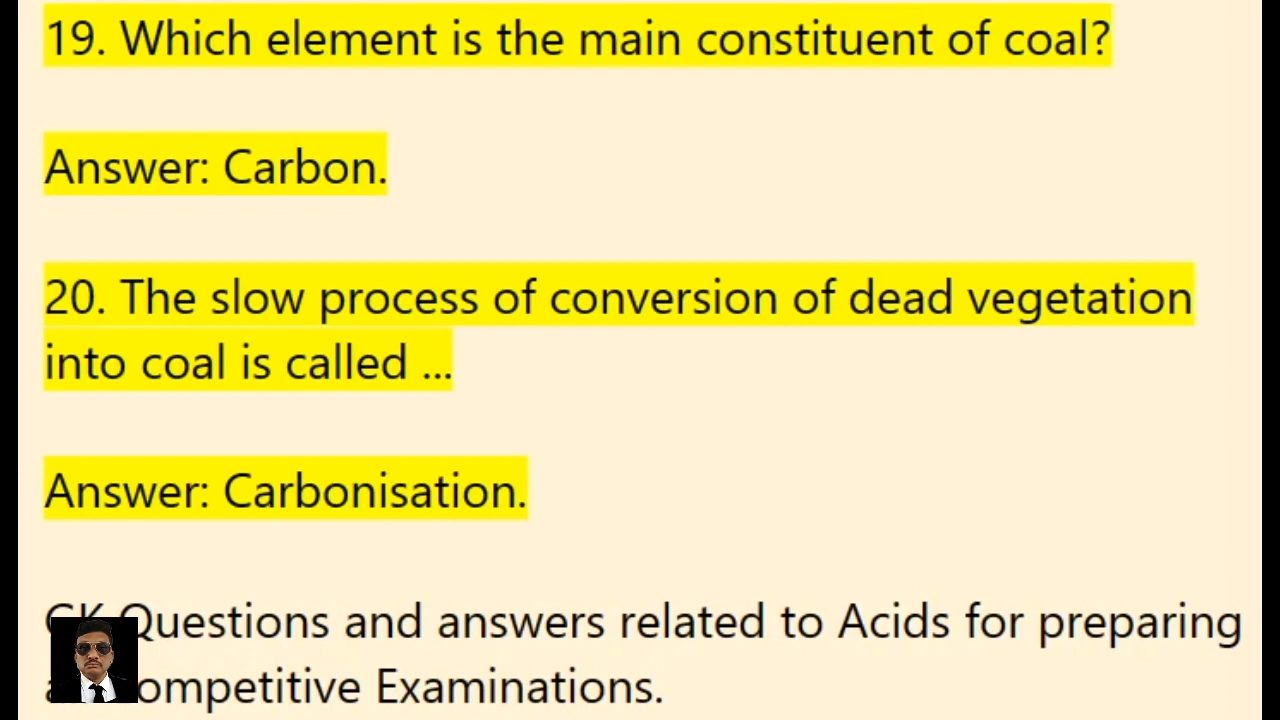 19. Which element is the main constituent of coal?
Answer: Carbon.
20. The slow process of conversion of dead vegetation
into coal is called ...
Answer: Carbonisation.
Questions and answers related to Acids for preparing
Examinations.